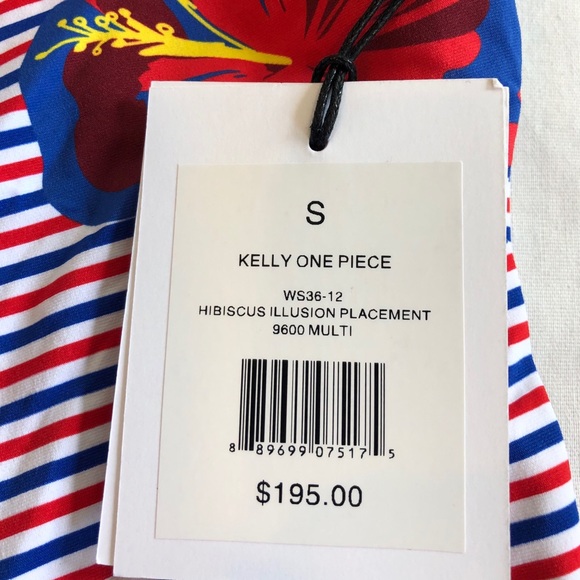 S
KELLY ONE PIECE
WS36-12
HIBISCUS ILLUSION PLACEMENT
9600 MULTI
8 89699 07517 5
$195.00